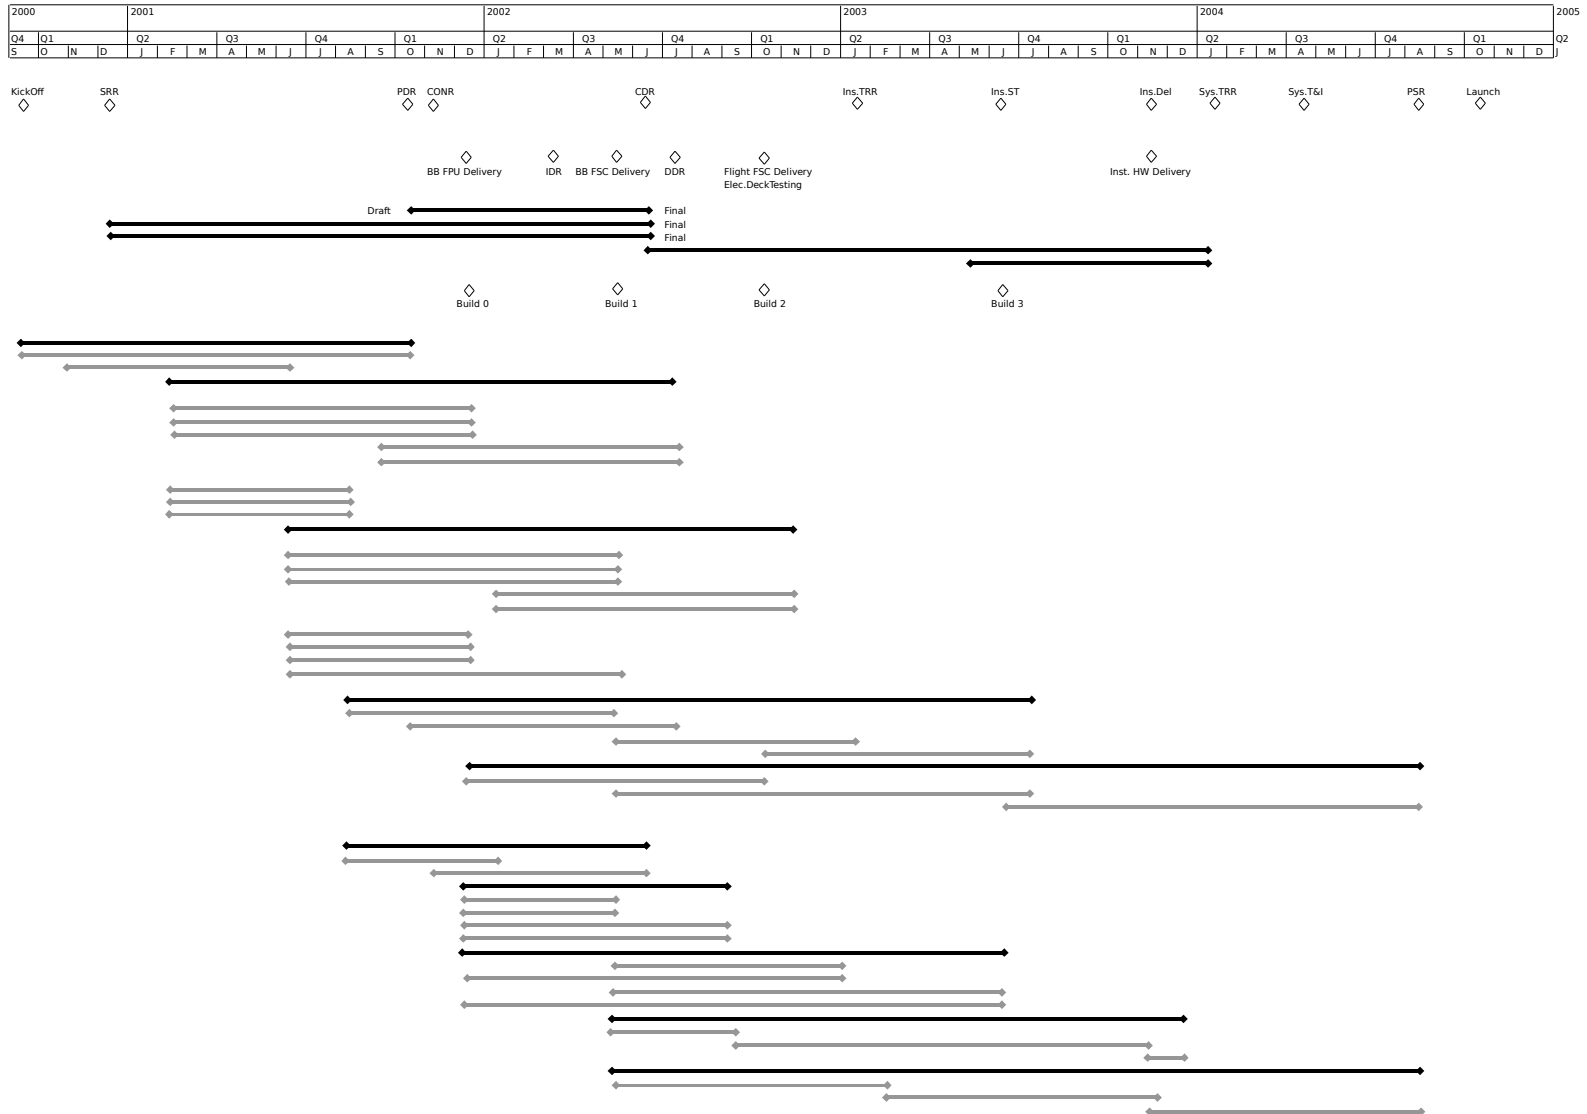 2000 2001 2002 2003 2004 2005
Q4 Q1 Q2 Q3 Q4 Q1 Q2 Q3 Q4 Q1 Q2 Q3 Q4 Q1 Q2 Q3 Q4 Q1 Q2
S O N D J F M A M J J A S O N D J F M A M J J A S O N D J F M A M J J A S O N D J F M A M J J A S O N D J
KickOff SRR PDR CONR CDR Ins.TRR Ins.ST Ins.Del Sys.TRR Sys.T&I PSR Launch
BB FPU Delivery IDR BB FSC Delivery DDR Flight FSC Delivery Inst. HW Delivery
Elec.DeckTesting
Draft Final
Final
Final
Build 0 Build 1 Build 2 Build 3